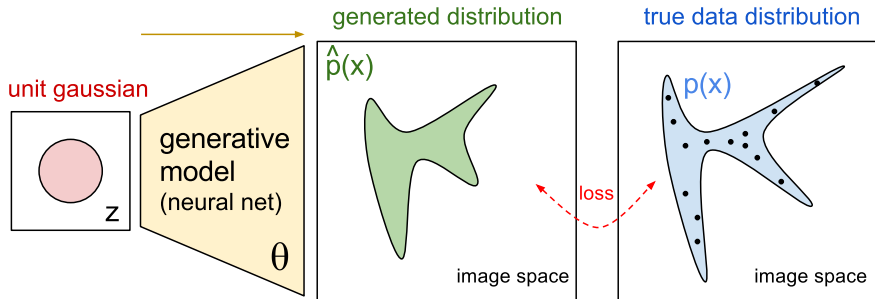 generated distribution
true data distribution
p̂(x)
p(x)
unit gaussian
generative
model
(neural net)
loss
z
θ
image space
image space